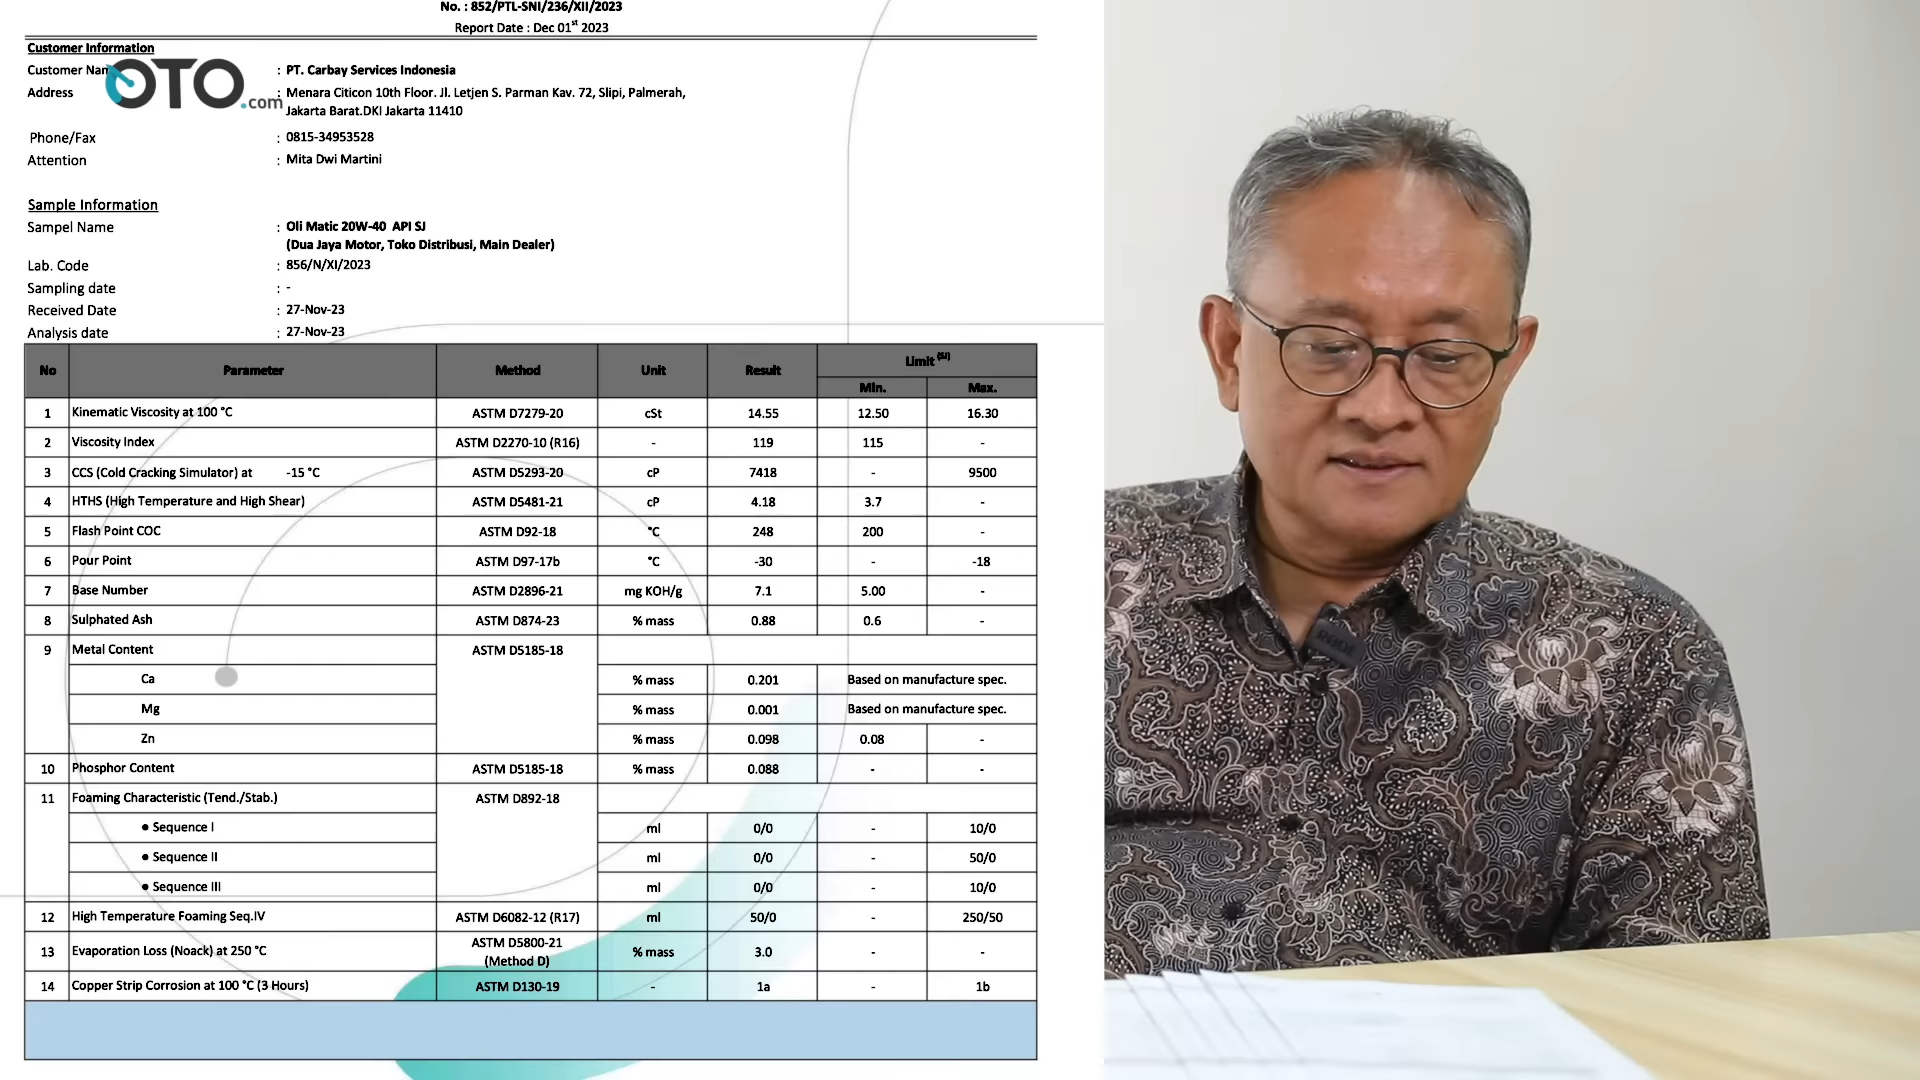 No. : 852/PTL-SNI/236/XII/2023
Report Date : Dec 01st 2023
Customer Information
Customer Nam : PT. Carbay Services Indonesia
OTO.com
Address : Menara Citicon 10th Floor. Jl. Letjen S. Parman Kav. 72, Slipi, Palmerah,
Jakarta Barat.DKI Jakarta 11410
Phone/Fax : 0815-34953528
Attention : Mita Dwi Martini
Sample Information
Sampel Name : Oli Matic 20W-40 API SJ
(Dua Jaya Motor, Toko Distribusi, Main Dealer)
Lab. Code : 856/N/XI/2023
Sampling date : -
Received Date : 27-Nov-23
Analysis date : 27-Nov-23
No Parameter Method Unit Result Limit (SJ)
Min. Max.
1 Kinematic Viscosity at 100 °C ASTM D7279-20 cSt 14.55 12.50 16.30
2 Viscosity Index ASTM D2270-10 (R16) - 119 115 -
3 CCS (Cold Cracking Simulator) at -15 °C ASTM D5293-20 cP 7418 - 9500
4 HTHS (High Temperature and High Shear) ASTM D5481-21 cP 4.18 3.7 -
5 Flash Point COC ASTM D92-18 °C 248 200 -
6 Pour Point ASTM D97-17b °C -30 - -18
7 Base Number ASTM D2896-21 mg KOH/g 7.1 5.00 -
8 Sulphated Ash ASTM D874-23 % mass 0.88 0.6 -
9 Metal Content ASTM D5185-18
Ca % mass 0.201 Based on manufacture spec.
Mg % mass 0.001 Based on manufacture spec.
Zn % mass 0.098 0.08 -
10 Phosphor Content ASTM D5185-18 % mass 0.088 - -
11 Foaming Characteristic (Tend./Stab.) ASTM D892-18
● Sequence I ml 0/0 - 10/0
● Sequence II ml 0/0 - 50/0
● Sequence III ml 0/0 - 10/0
12 High Temperature Foaming Seq.IV ASTM D6082-12 (R17) ml 50/0 - 250/50
13 Evaporation Loss (Noack) at 250 °C ASTM D5800-21 (Method D) % mass 3.0 - -
14 Copper Strip Corrosion at 100 °C (3 Hours) ASTM D130-19 - 1a - 1b